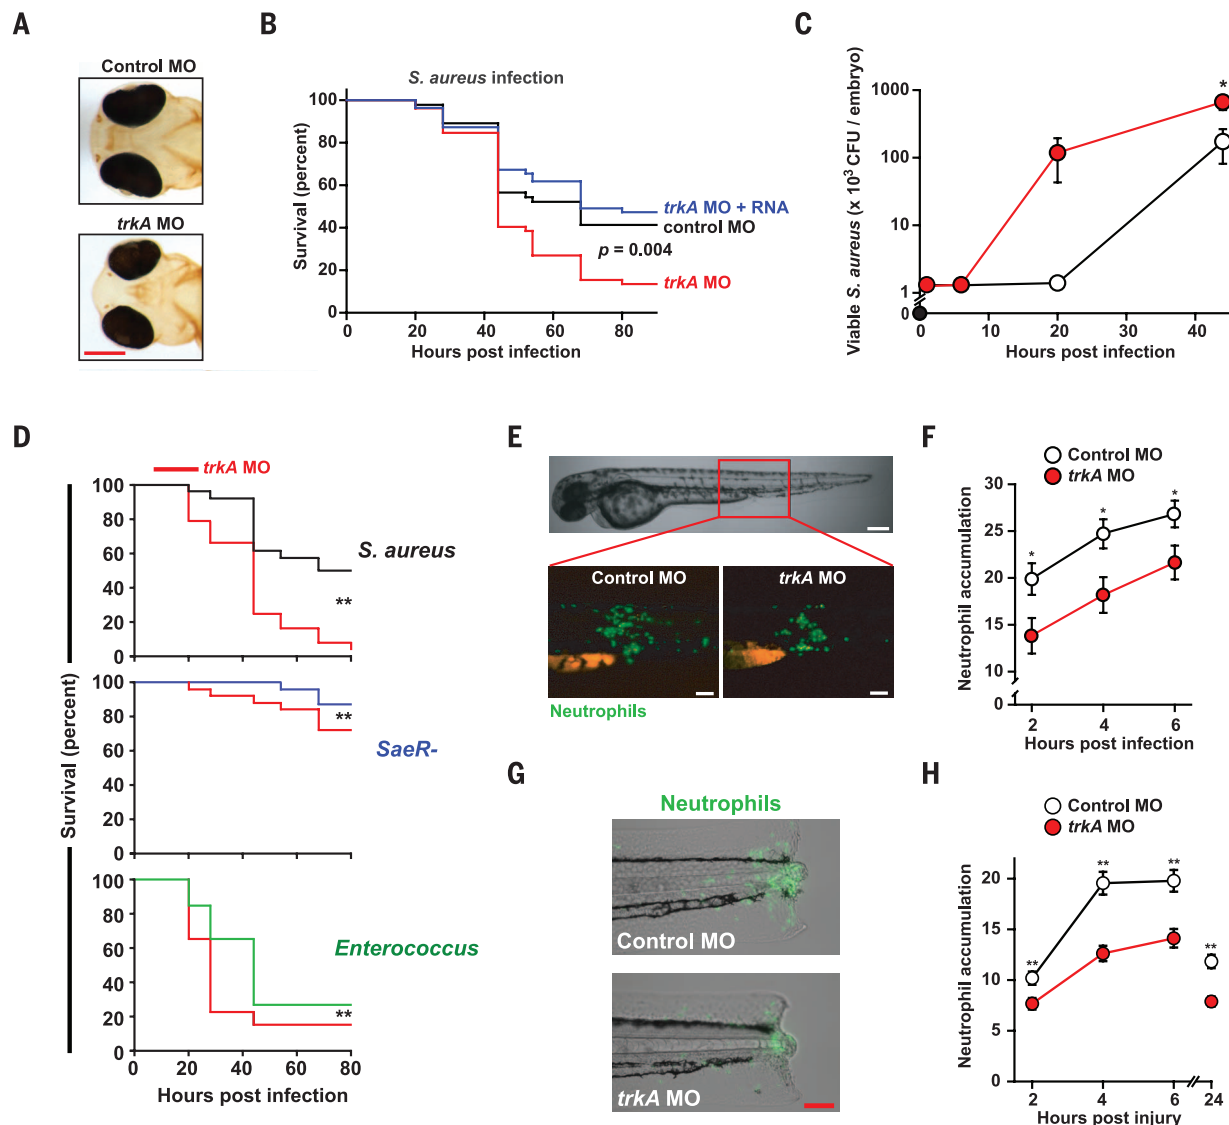 A
Control MO
trkA MO
B
S. aureus infection
Survival (percent)
100
80
60
40
20
0
trkA MO + RNA
control MO
p = 0.004
trkA MO
0 20 40 60 80
Hours post infection
C
Viable S. aureus (x 10³ CFU / embryo)
1000
100
10
1
0
*
0 10 20 30 40
Hours post infection
D
trkA MO
Survival (percent)
100
80
60
40
20
0
S. aureus
**
100
80
60
40
20
0
SaeR-
**
100
80
60
40
20
0
Enterococcus
**
0 20 40 60 80
Hours post infection
E
Control MO
trkA MO
Neutrophils
F
Control MO
trkA MO
Neutrophil accumulation
30
25
20
15
10
0
* * *
2 4 6
Hours post infection
G
Neutrophils
Control MO
trkA MO
H
Control MO
trkA MO
Neutrophil accumulation
20
15
10
5
0
** ** ** **
2 4 6 24
Hours post injury